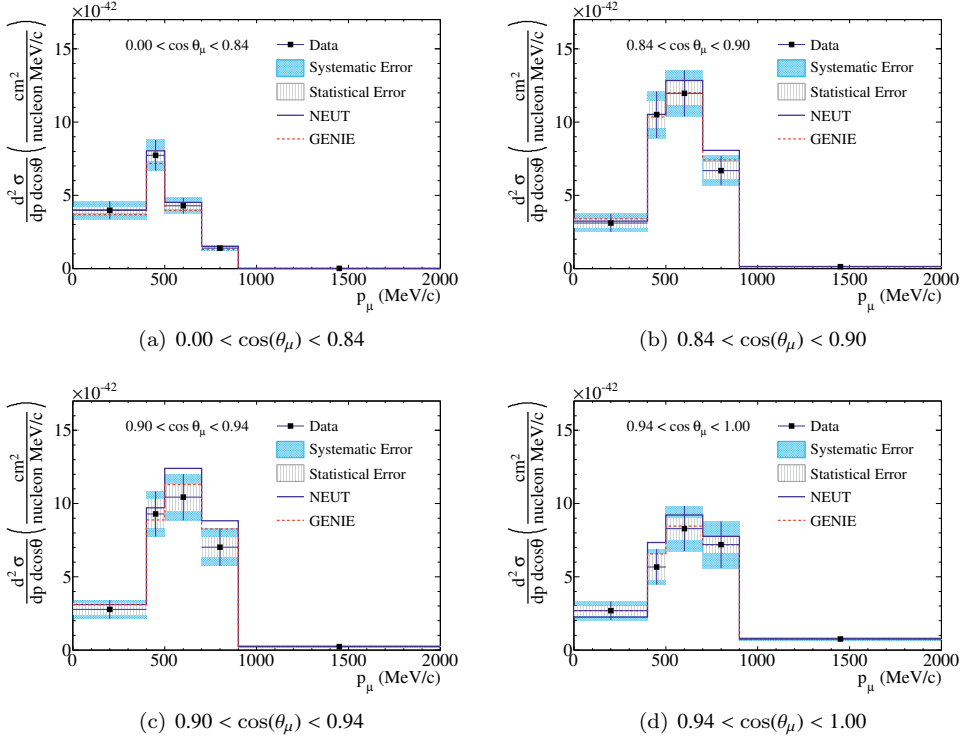 ×10⁻⁴²
d² σ / dp dcosθ ( cm² / nucleon MeV/c )
15
10
5
0
0.00 < cos θμ < 0.84
Data
Systematic Error
Statistical Error
NEUT
GENIE
0 500 1000 1500 2000
pμ (MeV/c)
(a) 0.00 < cos(θμ) < 0.84
×10⁻⁴²
d² σ / dp dcosθ ( cm² / nucleon MeV/c )
15
10
5
0
0.84 < cos θμ < 0.90
Data
Systematic Error
Statistical Error
NEUT
GENIE
0 500 1000 1500 2000
pμ (MeV/c)
(b) 0.84 < cos(θμ) < 0.90
×10⁻⁴²
d² σ / dp dcosθ ( cm² / nucleon MeV/c )
15
10
5
0
0.90 < cos θμ < 0.94
Data
Systematic Error
Statistical Error
NEUT
GENIE
0 500 1000 1500 2000
pμ (MeV/c)
(c) 0.90 < cos(θμ) < 0.94
×10⁻⁴²
d² σ / dp dcosθ ( cm² / nucleon MeV/c )
15
10
5
0
0.94 < cos θμ < 1.00
Data
Systematic Error
Statistical Error
NEUT
GENIE
0 500 1000 1500 2000
pμ (MeV/c)
(d) 0.94 < cos(θμ) < 1.00